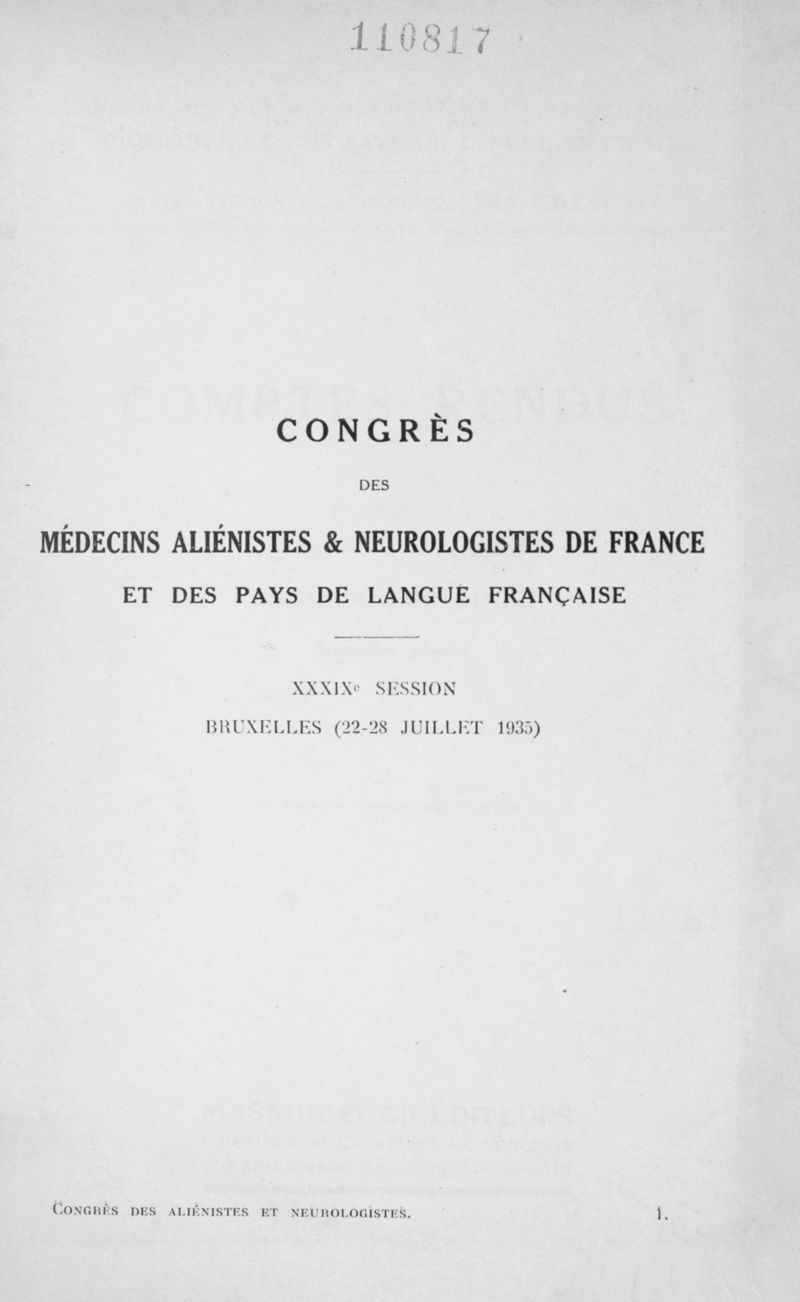 110817
CONGRÈS
DES
MÉDECINS ALIÉNISTES & NEUROLOGISTES DE FRANCE
ET DES PAYS DE LANGUE FRANÇAISE
XXXIXe SESSION
BRUXELLES (22-28 JUILLET 1935)
CONGRÈS DES ALIÉNISTES ET NEUROLOGISTES. 1.